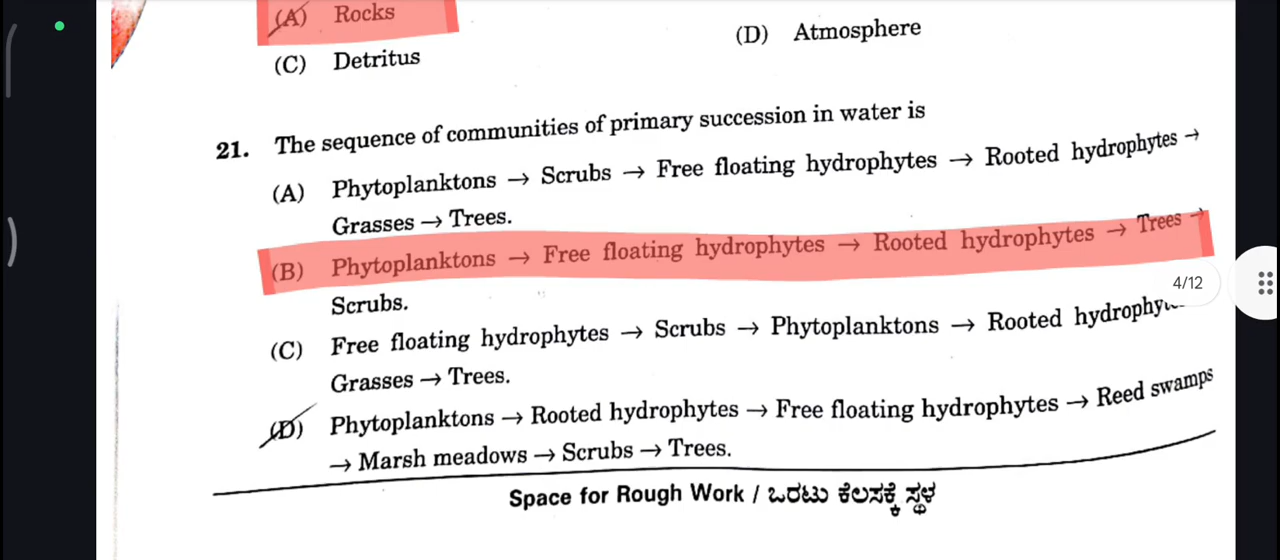 (A) Rocks
(D) Atmosphere
(C) Detritus
21. The sequence of communities of primary succession in water is
(A) Phytoplanktons → Scrubs → Free floating hydrophytes → Rooted hydrophytes →
Grasses → Trees.
(B) Phytoplanktons → Free floating hydrophytes → Rooted hydrophytes → Trees →
Scrubs.
4/12
(C) Free floating hydrophytes → Scrubs → Phytoplanktons → Rooted
Grasses → Trees.
(D) Phytoplanktons → Rooted hydrophytes → Free floating hydrophytes → Reed swamps
→ Marsh meadows → Scrubs → Trees.
Space for Rough Work / ಒರಟು ಕೆಲಸಕ್ಕೆ ಸ್ಥಳ